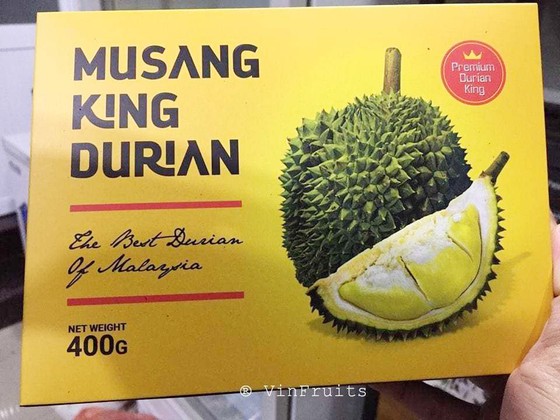 MUSANG
KING
DURIAN
Premium
Durian
King
The Best Durian
Of Malaysia
NET WEIGHT
400G
® VinFruits